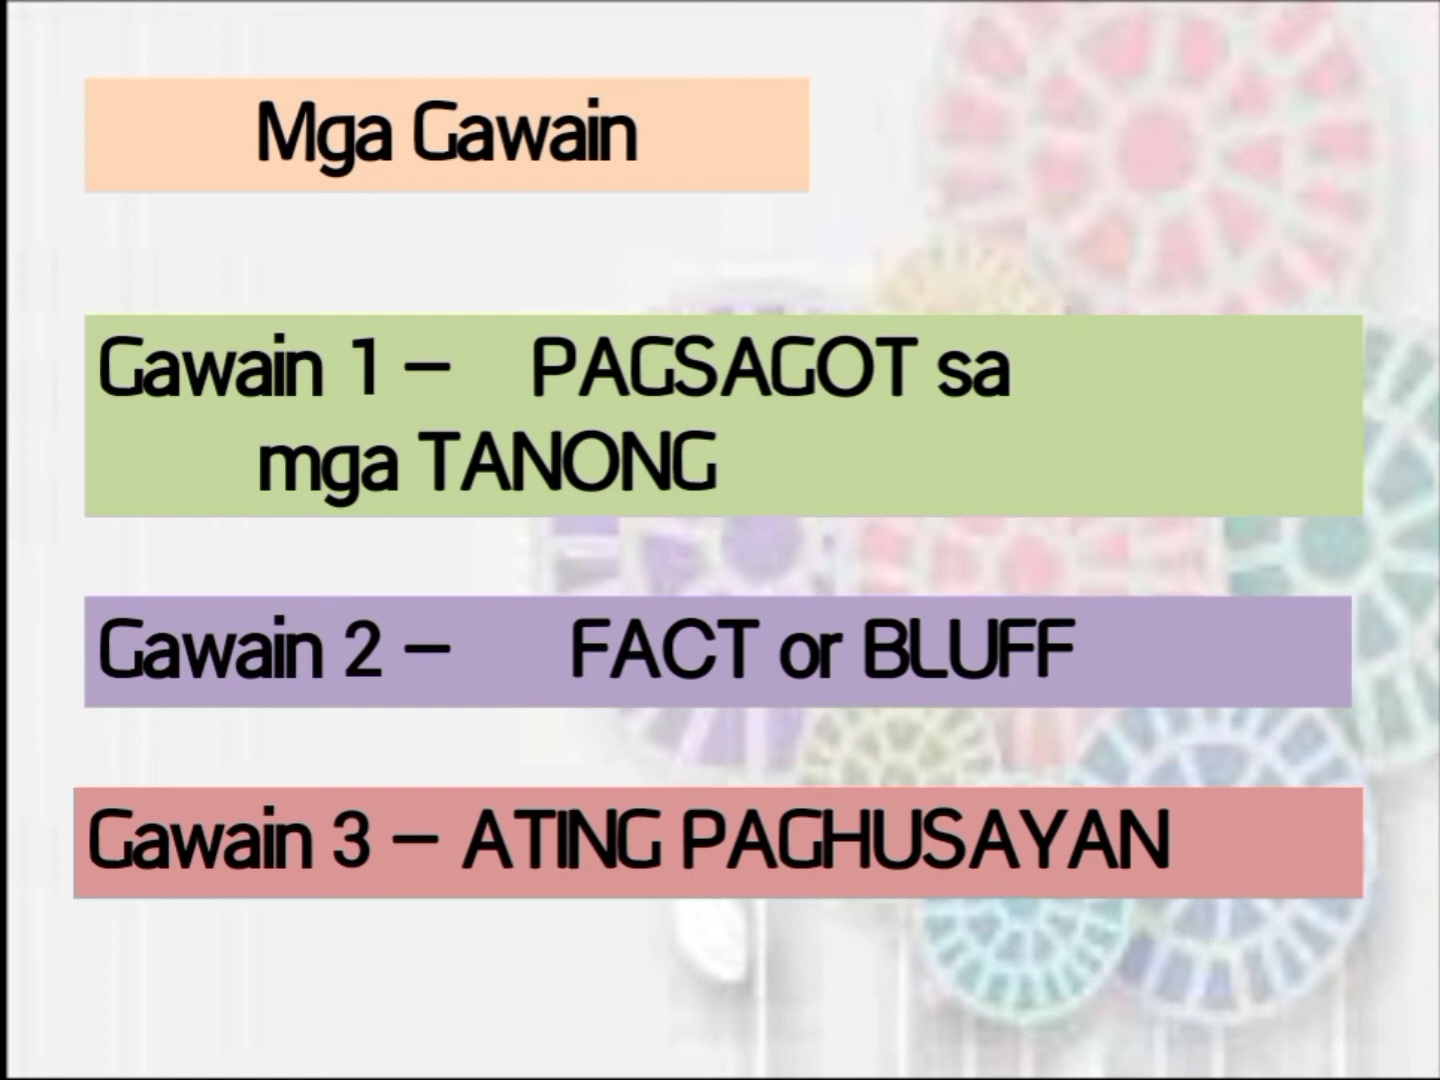 Mga Gawain
Gawain 1 – PAGSAGOT sa
mga TANONG
Gawain 2 – FACT or BLUFF
Gawain 3 – ATING PAGHUSAYAN